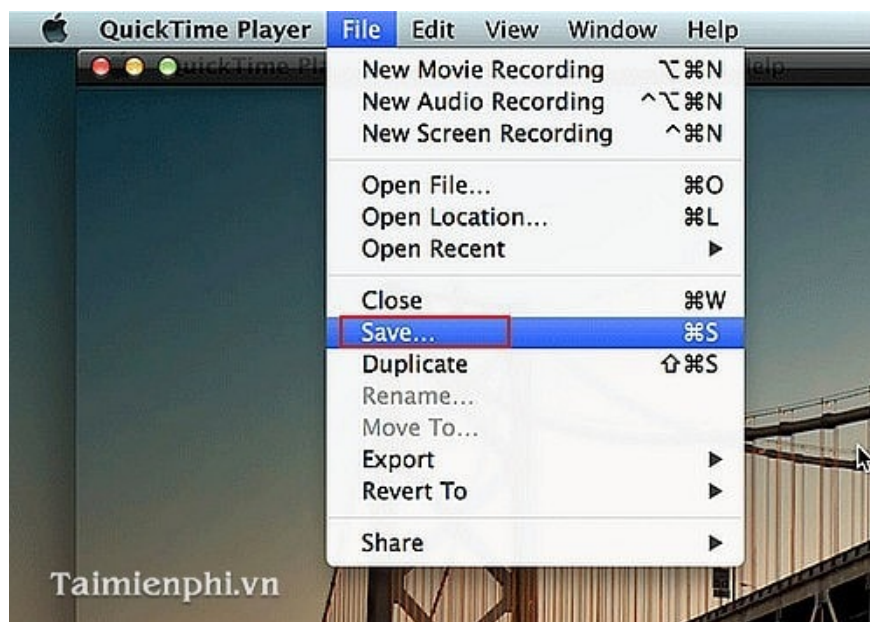 QuickTime Player File Edit View Window Help
New Movie Recording ⌥⌘N
New Audio Recording ^⌥⌘N
New Screen Recording ^⌘N
Open File... ⌘O
Open Location... ⌘L
Open Recent ▶
Close ⌘W
Save... ⌘S
Duplicate ⇧⌘S
Rename...
Move To...
Export ▶
Revert To ▶
Share ▶
Taimienphi.vn